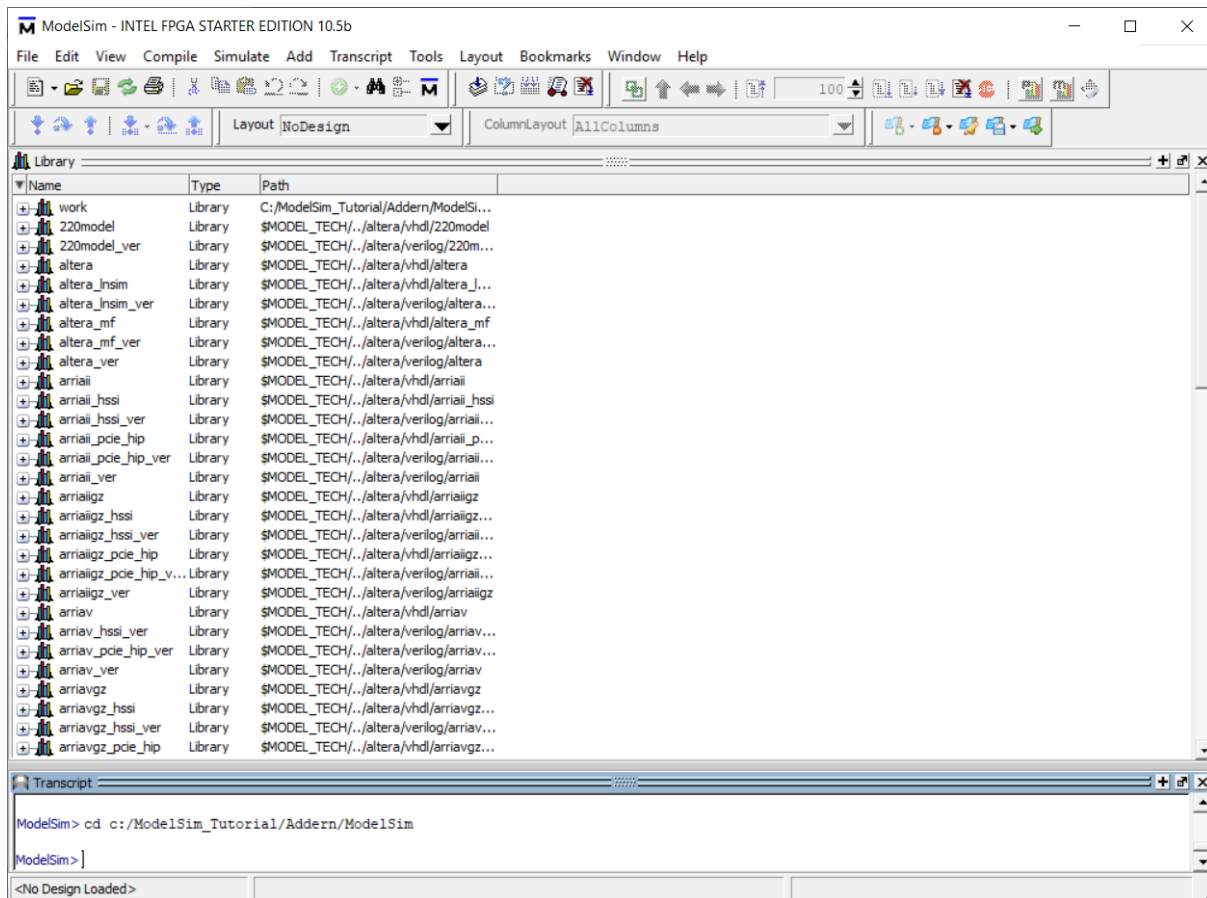 ModelSim - INTEL FPGA STARTER EDITION 10.5b
File Edit View Compile Simulate Add Transcript Tools Layout Bookmarks Window Help
100
Layout NoDesign ColumnLayout AllColumns
Library
Name Type Path
work Library C:/ModelSim_Tutorial/Addern/ModelSi...
220model Library $MODEL_TECH/../altera/vhdl/220model
220model_ver Library $MODEL_TECH/../altera/verilog/220m...
altera Library $MODEL_TECH/../altera/vhdl/altera
altera_lnsim Library $MODEL_TECH/../altera/vhdl/altera_l...
altera_lnsim_ver Library $MODEL_TECH/../altera/verilog/altera...
altera_mf Library $MODEL_TECH/../altera/vhdl/altera_mf
altera_mf_ver Library $MODEL_TECH/../altera/verilog/altera...
altera_ver Library $MODEL_TECH/../altera/verilog/altera
arriaii Library $MODEL_TECH/../altera/vhdl/arriaii
arriaii_hssi Library $MODEL_TECH/../altera/vhdl/arriaii_hssi
arriaii_hssi_ver Library $MODEL_TECH/../altera/verilog/arriaii...
arriaii_pcie_hip Library $MODEL_TECH/../altera/vhdl/arriaii_p...
arriaii_pcie_hip_ver Library $MODEL_TECH/../altera/verilog/arriaii...
arriaii_ver Library $MODEL_TECH/../altera/verilog/arriaii
arriaiigz Library $MODEL_TECH/../altera/vhdl/arriaiigz
arriaiigz_hssi Library $MODEL_TECH/../altera/vhdl/arriaiigz...
arriaiigz_hssi_ver Library $MODEL_TECH/../altera/verilog/arriaii...
arriaiigz_pcie_hip Library $MODEL_TECH/../altera/vhdl/arriaiigz...
arriaiigz_pcie_hip_v... Library $MODEL_TECH/../altera/verilog/arriaii...
arriaiigz_ver Library $MODEL_TECH/../altera/verilog/arriaiigz
arriav Library $MODEL_TECH/../altera/vhdl/arriav
arriav_hssi_ver Library $MODEL_TECH/../altera/verilog/arriav...
arriav_pcie_hip_ver Library $MODEL_TECH/../altera/verilog/arriav...
arriav_ver Library $MODEL_TECH/../altera/verilog/arriav
arriavgz Library $MODEL_TECH/../altera/vhdl/arriavgz
arriavgz_hssi Library $MODEL_TECH/../altera/vhdl/arriavgz...
arriavgz_hssi_ver Library $MODEL_TECH/../altera/verilog/arriav...
arriavgz_pcie_hip Library $MODEL_TECH/../altera/vhdl/arriavgz...
Transcript
ModelSim> cd c:/ModelSim_Tutorial/Addern/ModelSim
ModelSim>
<No Design Loaded>